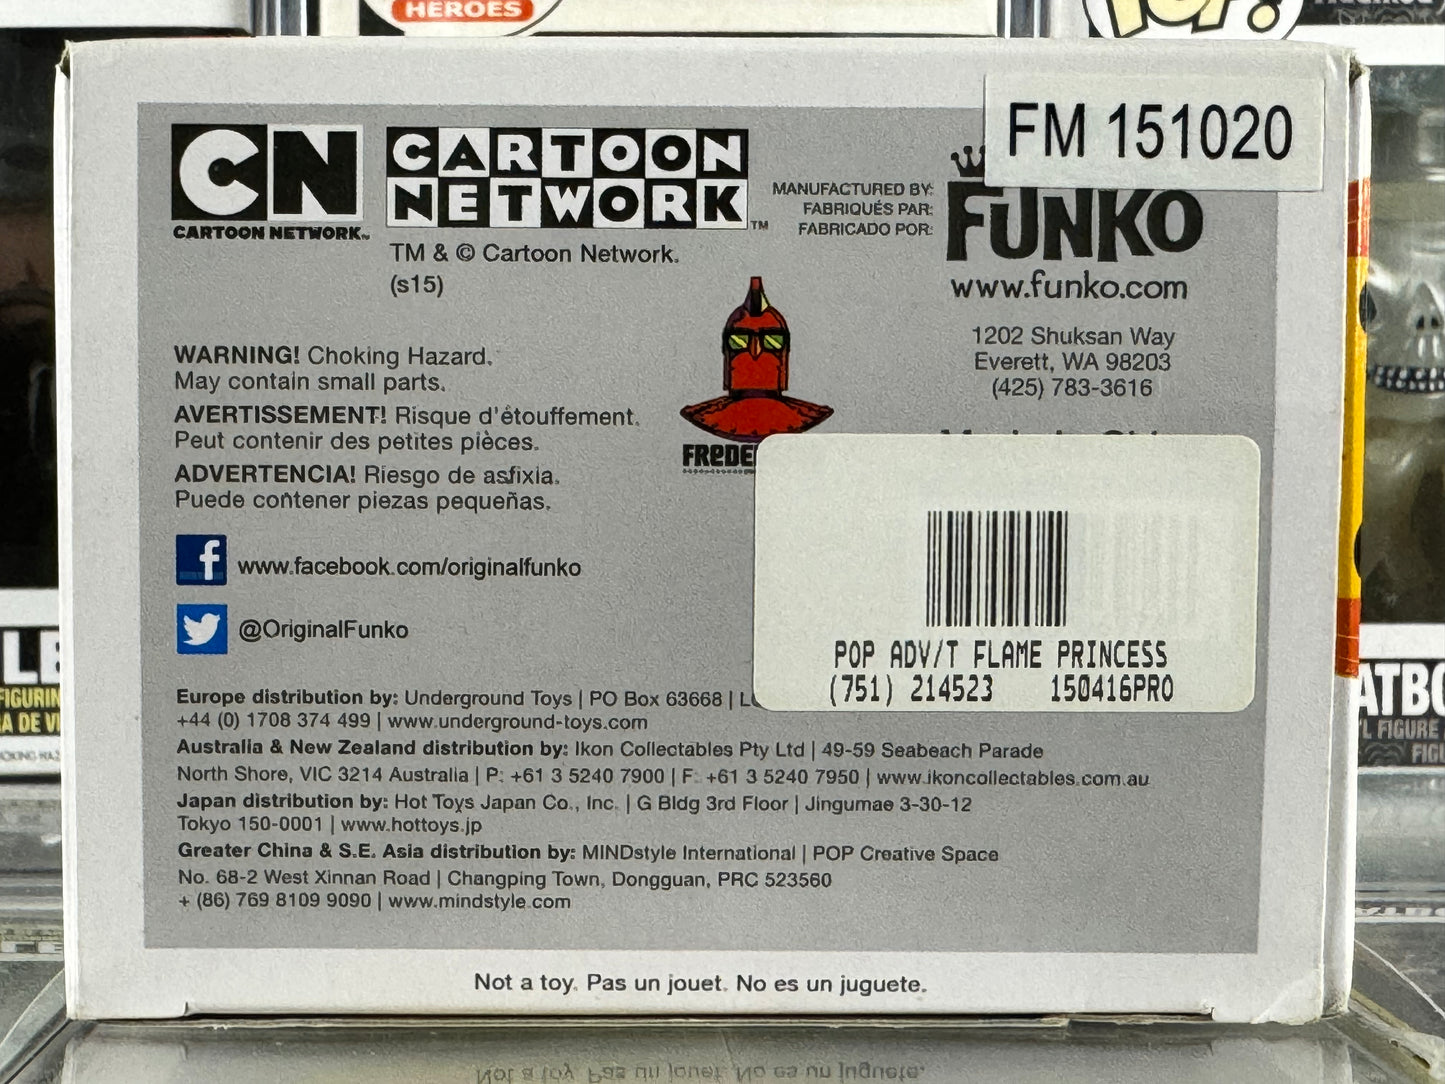 HEROES
POP!
CN
CARTOON NETWORK™
CARTOON
NETWORK™
TM & © Cartoon Network.
(s15)
MANUFACTURED BY:
FABRIQUÉS PAR:
FABRICADO POR:
FM 151020
FUNKO
www.funko.com
1202 Shuksan Way
Everett, WA 98203
(425) 783-3616
WARNING! Choking Hazard.
May contain small parts.
AVERTISSEMENT! Risque d'étouffement.
Peut contenir des petites pièces.
ADVERTENCIA! Riesgo de asfixia.
Puede contener piezas pequeñas.
www.facebook.com/originalfunko
@OriginalFunko
POP ADV/T FLAME PRINCESS
(751) 214523 150416PRO
Europe distribution by: Underground Toys | PO Box 63668 |
+44 (0) 1708 374 499 | www.underground-toys.com
Australia & New Zealand distribution by: Ikon Collectables Pty Ltd | 49-59 Seabeach Parade
North Shore, VIC 3214 Australia | P: +61 3 5240 7900 | F: +61 3 5240 7950 | www.ikoncollectables.com.au
Japan distribution by: Hot Toys Japan Co., Inc. | G Bldg 3rd Floor | Jingumae 3-30-12
Tokyo 150-0001 | www.hottoys.jp
Greater China & S.E. Asia distribution by: MINDstyle International | POP Creative Space
No. 68-2 West Xinnan Road | Changping Town, Dongguan, PRC 523560
+ (86) 769 8109 9090 | www.mindstyle.com
Not a toy. Pas un jouet. No es un juguete.